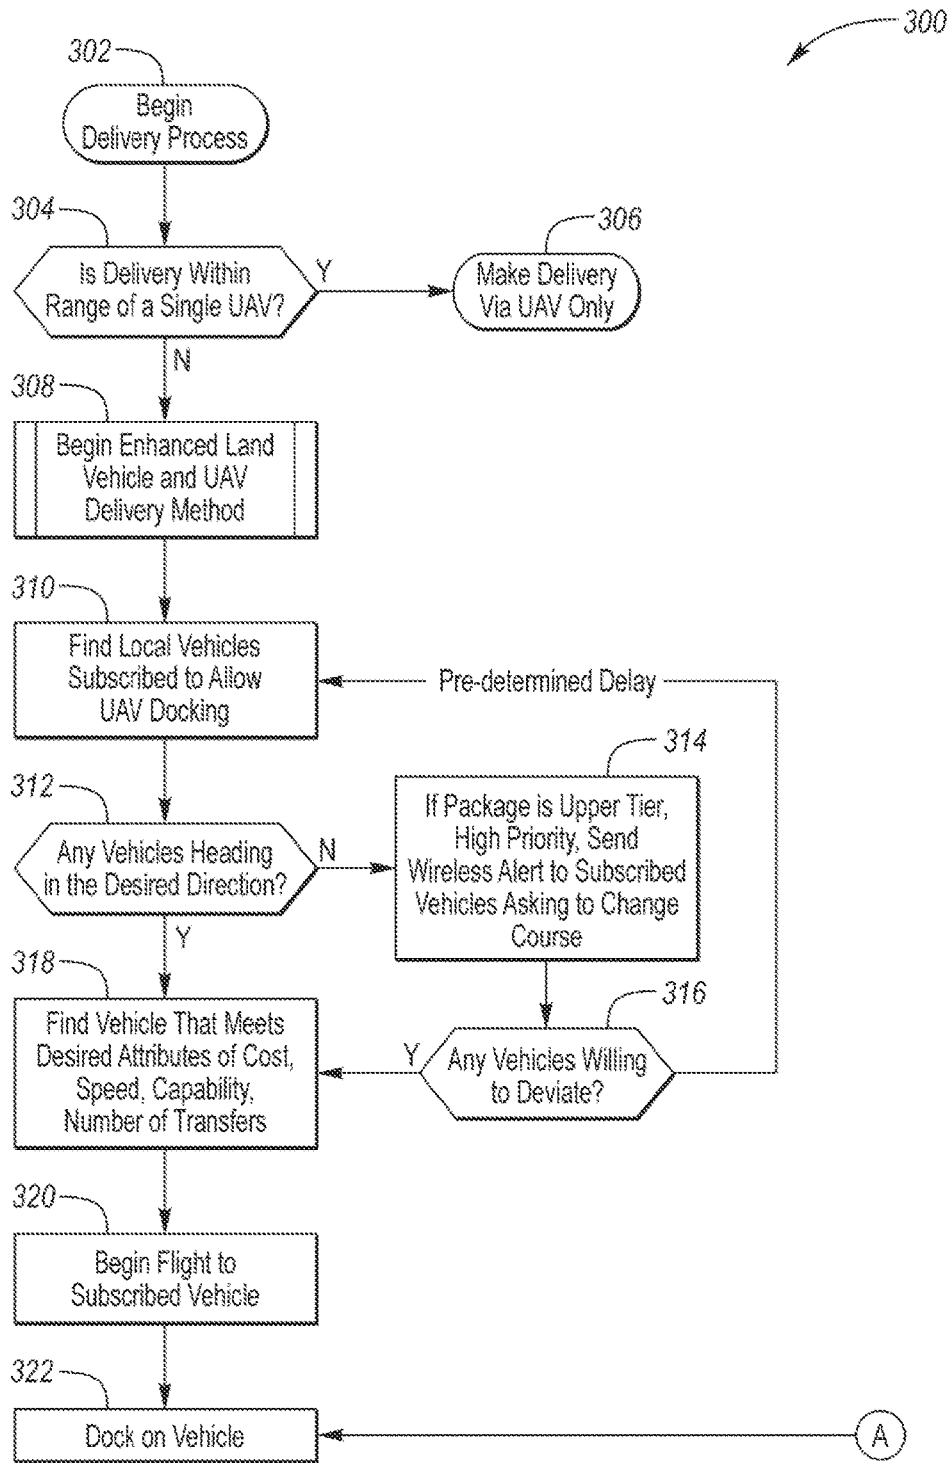 300
302
Begin
Delivery Process
304
Is Delivery Within
Range of a Single UAV?
Y
306
Make Delivery
Via UAV Only
N
308
Begin Enhanced Land
Vehicle and UAV
Delivery Method
310
Find Local Vehicles
Subscribed to Allow
UAV Docking
Pre-determined Delay
312
Any Vehicles Heading
in the Desired Direction?
N
314
If Package is Upper Tier,
High Priority, Send
Wireless Alert to Subscribed
Vehicles Asking to Change
Course
Y
316
Any Vehicles Willing
to Deviate?
Y
318
Find Vehicle That Meets
Desired Attributes of Cost,
Speed, Capability,
Number of Transfers
320
Begin Flight to
Subscribed Vehicle
322
Dock on Vehicle
A